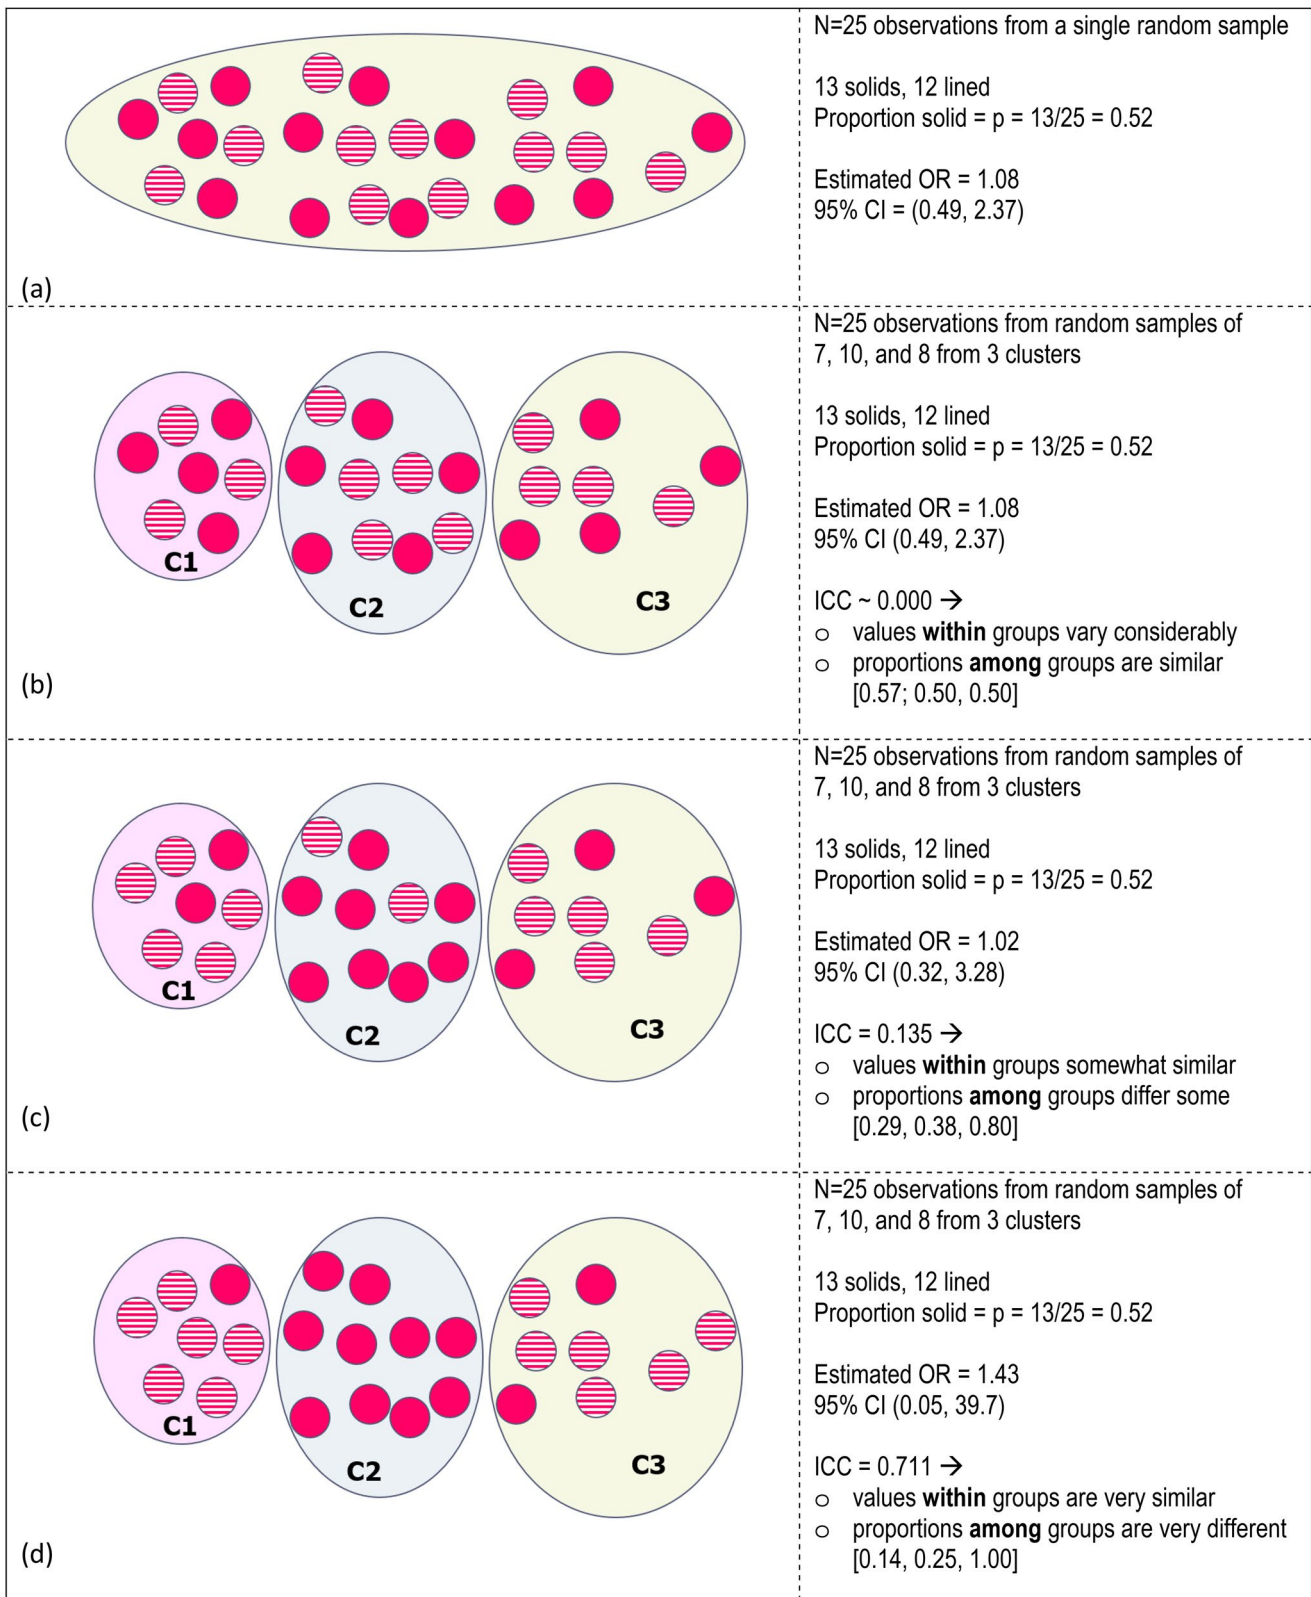 N=25 observations from a single random sample
13 solids, 12 lined
Proportion solid = p = 13/25 = 0.52
Estimated OR = 1.08
95% CI = (0.49, 2.37)
(a)
N=25 observations from random samples of
7, 10, and 8 from 3 clusters
13 solids, 12 lined
Proportion solid = p = 13/25 = 0.52
Estimated OR = 1.08
95% CI (0.49, 2.37)
ICC ~ 0.000 →
o values within groups vary considerably
o proportions among groups are similar
[0.57; 0.50, 0.50]
C1
C2
C3
(b)
N=25 observations from random samples of
7, 10, and 8 from 3 clusters
13 solids, 12 lined
Proportion solid = p = 13/25 = 0.52
Estimated OR = 1.02
95% CI (0.32, 3.28)
ICC = 0.135 →
o values within groups somewhat similar
o proportions among groups differ some
[0.29, 0.38, 0.80]
C1
C2
C3
(c)
N=25 observations from random samples of
7, 10, and 8 from 3 clusters
13 solids, 12 lined
Proportion solid = p = 13/25 = 0.52
Estimated OR = 1.43
95% CI (0.05, 39.7)
ICC = 0.711 →
o values within groups are very similar
o proportions among groups are very different
[0.14, 0.25, 1.00]
C1
C2
C3
(d)